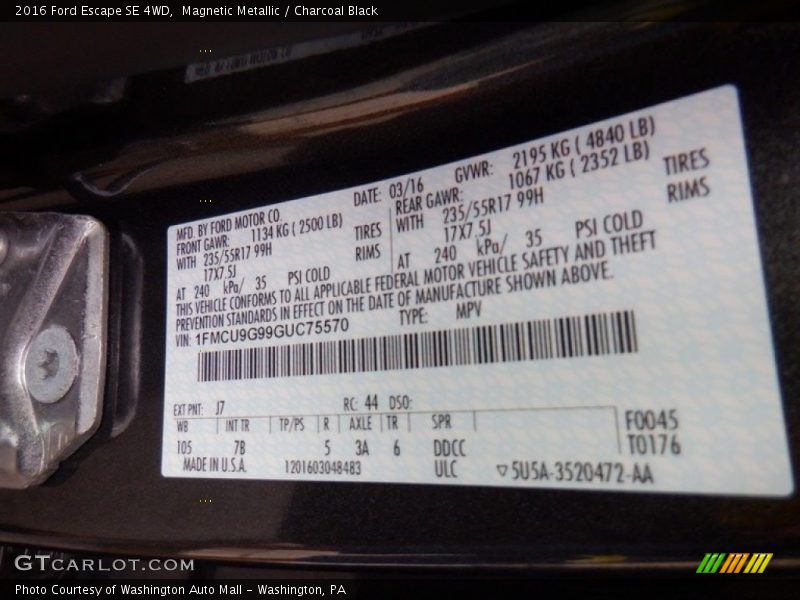 2016 Ford Escape SE 4WD,  Magnetic Metallic / Charcoal Black
MFD. BY FORD MOTOR CO.
DATE: 03/16 GVWR: 2195 KG ( 4840 LB)
FRONT GAWR: 1134 KG ( 2500 LB) REAR GAWR: 1067 KG ( 2352 LB)
WITH 235/55R17 99H TIRES WITH 235/55R17 99H TIRES
17X7.5J RIMS 17X7.5J RIMS
AT 240 kPa/ 35 PSI COLD AT 240 kPa/ 35 PSI COLD
THIS VEHICLE CONFORMS TO ALL APPLICABLE FEDERAL MOTOR VEHICLE SAFETY AND THEFT
PREVENTION STANDARDS IN EFFECT ON THE DATE OF MANUFACTURE SHOWN ABOVE.
VIN: 1FMCU9G99GUC75570 TYPE: MPV
EXT PNT: J7 RC: 44 DSO:
WB INT TR TP/PS R AXLE TR SPR F0045
105 7B 5 3A 6 DDCC T0176
MADE IN U.S.A. 1201603048483 ULC 5U5A-3520472-AA
GTCARLOT.COM
Photo Courtesy of Washington Auto Mall - Washington, PA